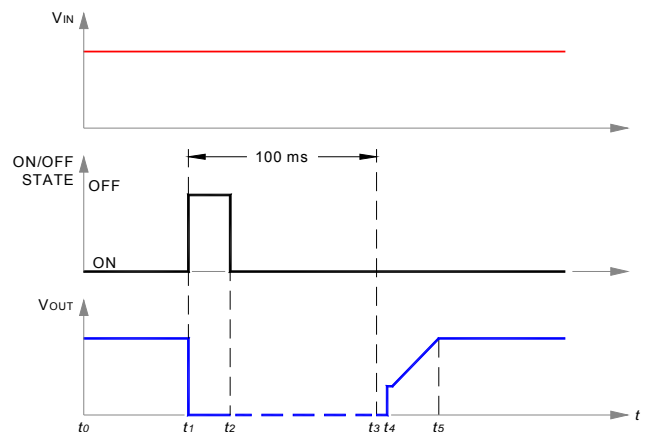 VIN
100 ms
ON/OFF
STATE
OFF
ON
VOUT
t
t0 t1 t2 t3 t4 t5